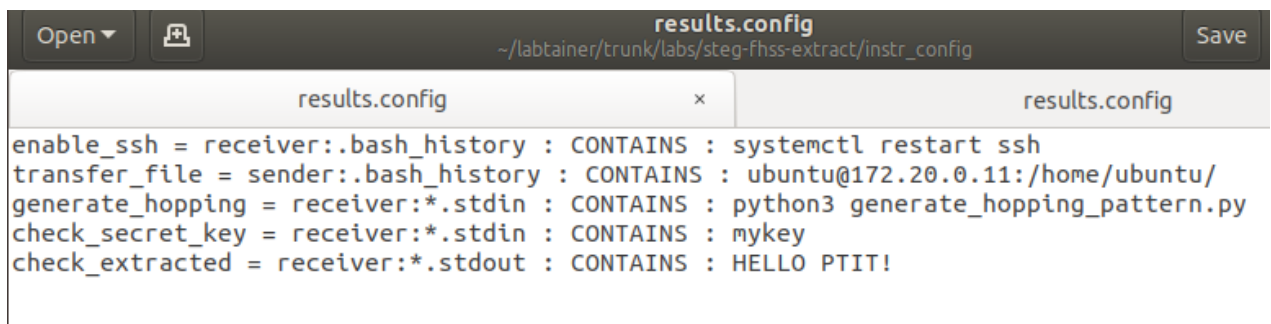 Open
results.config
~/labtainer/trunk/labs/steg-fhss-extract/instr_config
Save
results.config ×
results.config
enable_ssh = receiver:.bash_history : CONTAINS : systemctl restart ssh
transfer_file = sender:.bash_history : CONTAINS : ubuntu@172.20.0.11:/home/ubuntu/
generate_hopping = receiver:*.stdin : CONTAINS : python3 generate_hopping_pattern.py
check_secret_key = receiver:*.stdin : CONTAINS : mykey
check_extracted = receiver:*.stdout : CONTAINS : HELLO PTIT!